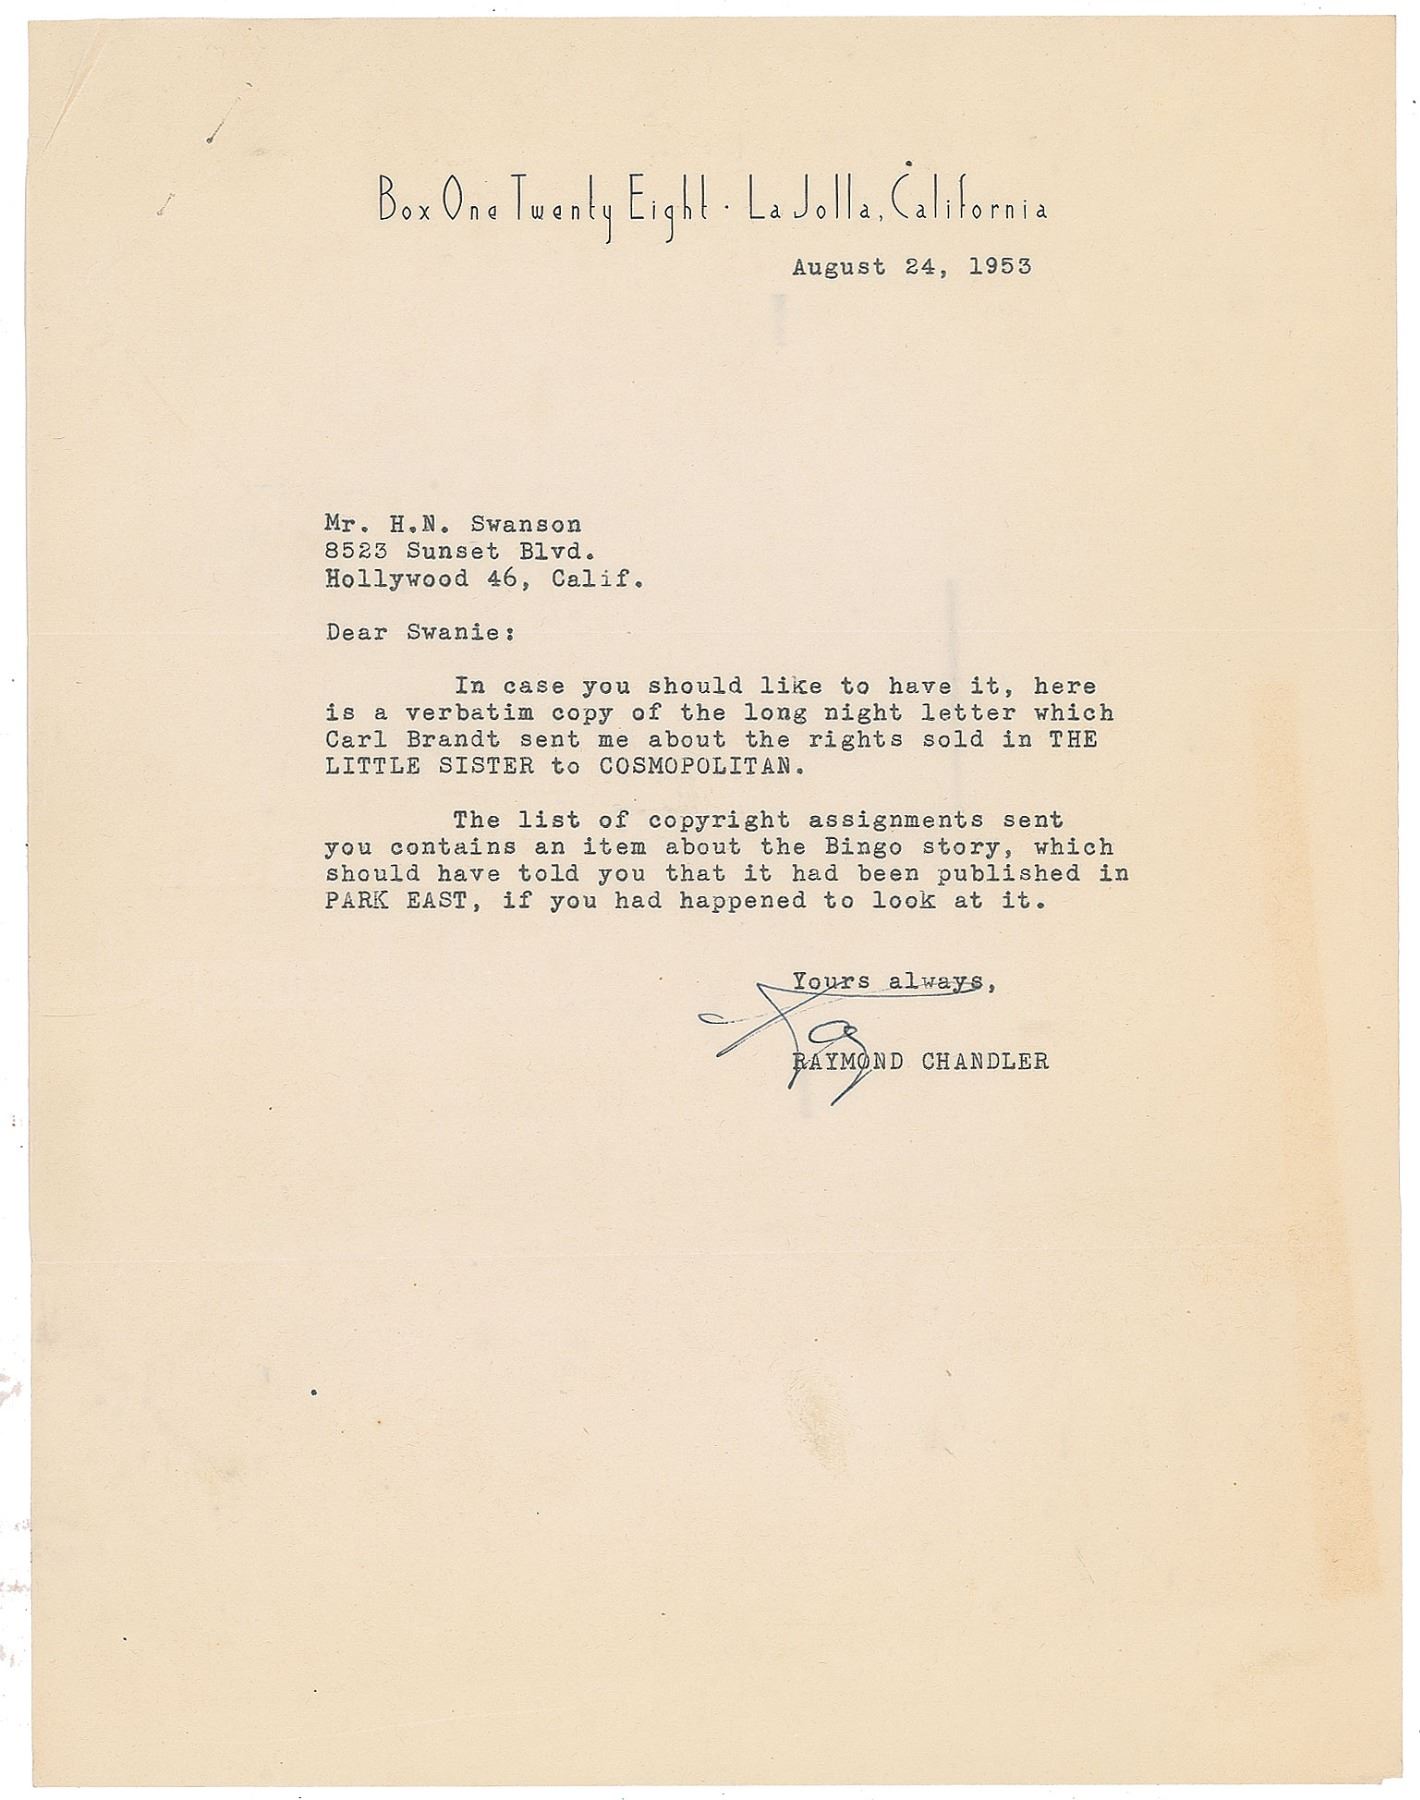 Box One Twenty Eight · La Jolla, California
August 24, 1953
Mr. H.N. Swanson
8523 Sunset Blvd.
Hollywood 46, Calif.
Dear Swanie:
In case you should like to have it, here
is a verbatim copy of the long night letter which
Carl Brandt sent me about the rights sold in THE
LITTLE SISTER to COSMOPOLITAN.
The list of copyright assignments sent
you contains an item about the Bingo story, which
should have told you that it had been published in
PARK EAST, if you had happened to look at it.
Yours always,
Ray
RAYMOND CHANDLER